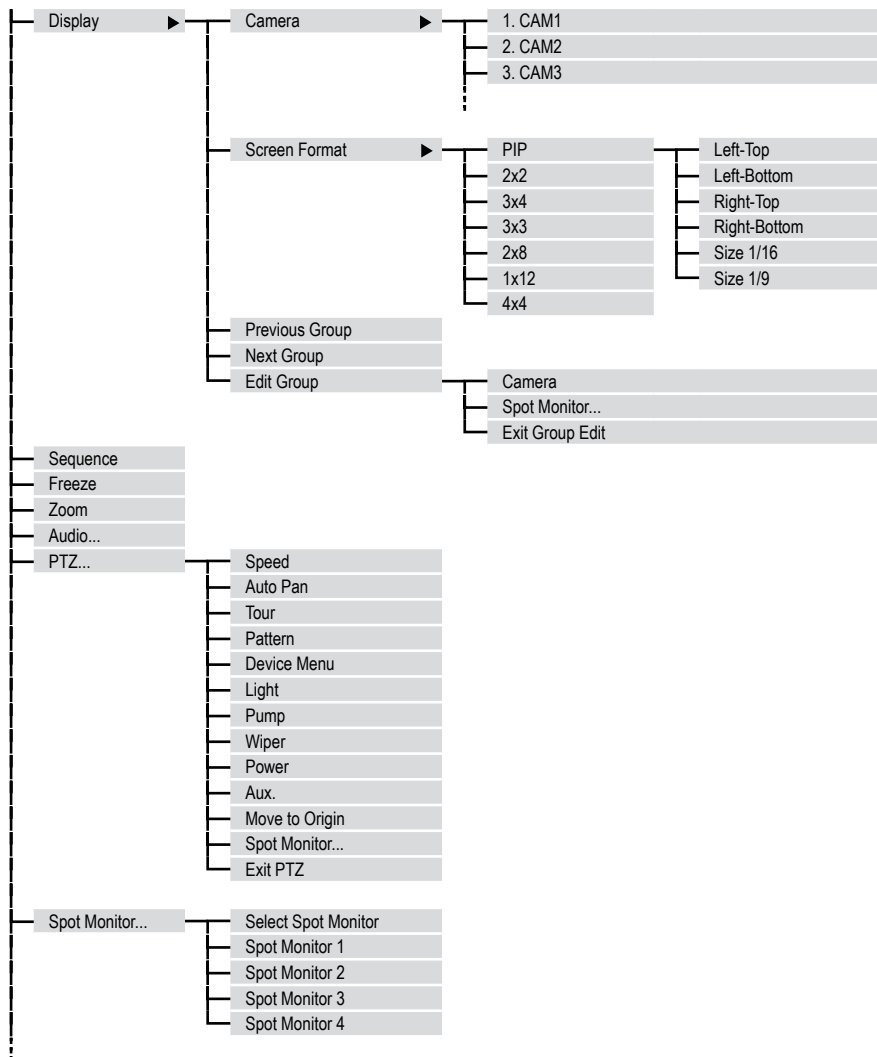 Display
Camera
1. CAM1
2. CAM2
3. CAM3
Screen Format
PIP
Left-Top
2x2
Left-Bottom
3x4
Right-Top
3x3
Right-Bottom
2x8
Size 1/16
1x12
Size 1/9
4x4
Previous Group
Next Group
Edit Group
Camera
Spot Monitor...
Exit Group Edit
Sequence
Freeze
Zoom
Audio...
PTZ...
Speed
Auto Pan
Tour
Pattern
Device Menu
Light
Pump
Wiper
Power
Aux.
Move to Origin
Spot Monitor...
Exit PTZ
Spot Monitor...
Select Spot Monitor
Spot Monitor 1
Spot Monitor 2
Spot Monitor 3
Spot Monitor 4